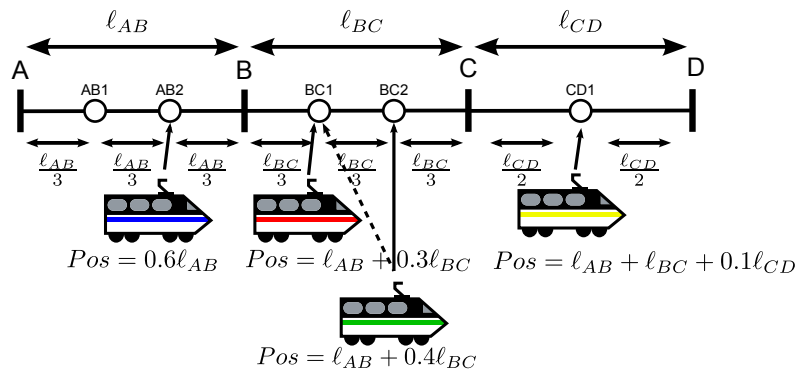 ℓ_AB ℓ_BC ℓ_CD
A B C D
AB1 AB2 BC1 BC2 CD1
ℓ_AB/3 ℓ_AB/3 ℓ_AB/3 ℓ_BC/3 ℓ_BC/3 ℓ_BC/3 ℓ_CD/2 ℓ_CD/2
Pos = 0.6ℓ_AB Pos = ℓ_AB + 0.3ℓ_BC Pos = ℓ_AB + ℓ_BC + 0.1ℓ_CD
Pos = ℓ_AB + 0.4ℓ_BC